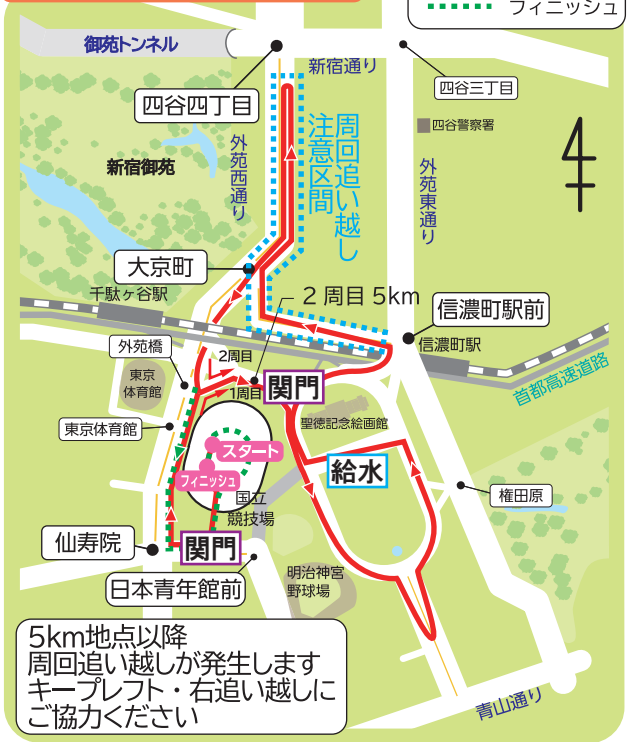 フィニッシュ
御苑トンネル
新宿通り
四谷四丁目
四谷三丁目
四谷警察署
周回追い越し
注意区間
外苑西通り
新宿御苑
外苑東通り
大京町
千駄ヶ谷駅
2周目5km
信濃町駅前
信濃町駅
外苑橋
2周目
関門
首都高速道路
東京
体育館
1周目
聖徳記念絵画館
東京体育館
スタート
給水
フィニッシュ
国立
競技場
権田原
仙寿院
関門
日本青年館前
明治神宮
野球場
5km地点以降
周回追い越しが発生します
キープレフト・右追い越しに
ご協力ください
青山通り